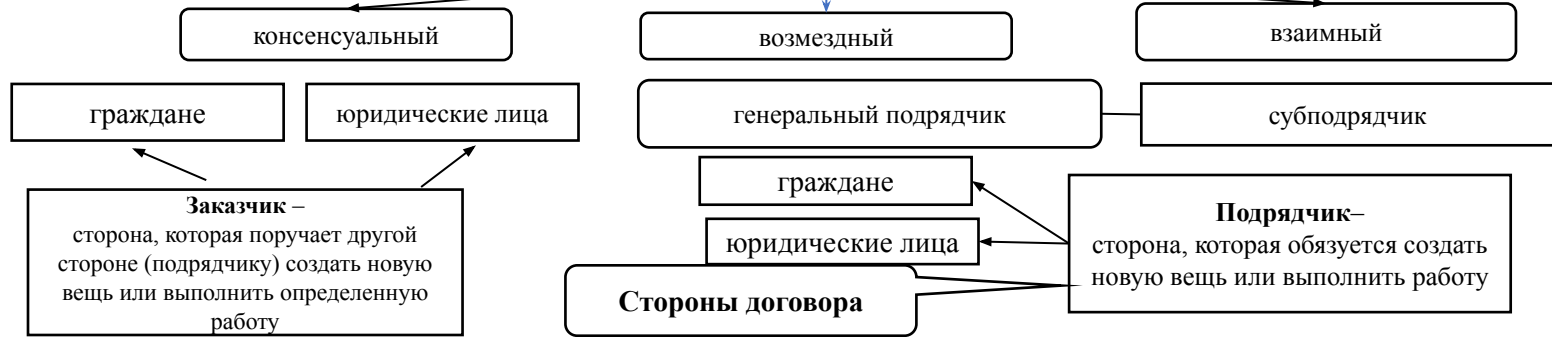 консенсуальный
возмездный
взаимный
граждане
юридические лица
генеральный подрядчик
субподрядчик
граждане
юридические лица
Заказчик –
сторона, которая поручает другой
стороне (подрядчику) создать новую
вещь или выполнить определенную
работу
Стороны договора
Подрядчик–
сторона, которая обязуется создать
новую вещь или выполнить работу